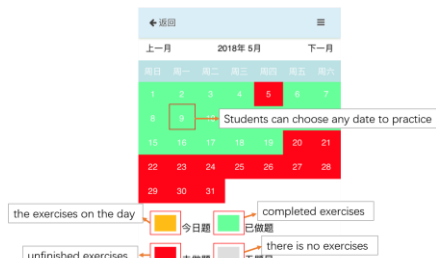 返回
上一月 2018年 5月 下一月
周日 周一 周二 周三 周四 周五 周六
1 2 3 4 5 6 7
8 9 Students can choose any date to practice
15 16 17 18 19 20 21
22 23 24 25 26 27 28
29 30 31
the exercises on the day 今日题 已做题 completed exercises
unfinished exercises there is no exercises